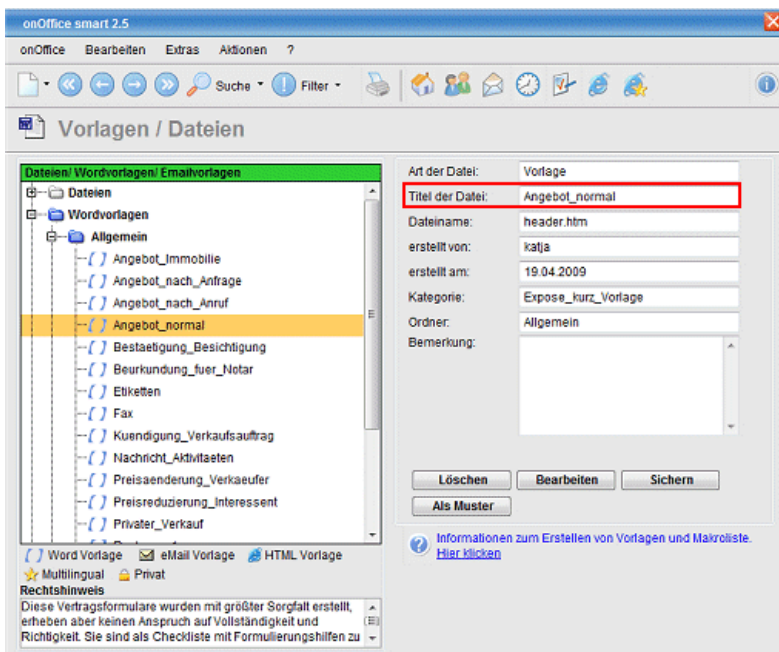 onOffice smart 2.5
onOffice Bearbeiten Extras Aktionen ?
Suche Filter
Vorlagen / Dateien
Dateien/ Wordvorlagen/ Emailvorlagen
Dateien
Wordvorlagen
Allgemein
Angebot_Immobilie
Angebot_nach_Anfrage
Angebot_nach_Anruf
Angebot_normal
Bestaetigung_Besichtigung
Beurkundung_fuer_Notar
Etiketten
Fax
Kuendigung_Verkaufsauftrag
Nachricht_Aktivitaeten
Preisaenderung_Verkaeufer
Preisreduzierung_Interessent
Privater_Verkauf
Word Vorlage eMail Vorlage HTML Vorlage
Multilingual Privat
Rechtshinweis
Diese Vertragsformulare wurden mit größter Sorgfalt erstellt,
erheben aber keinen Anspruch auf Vollständigkeit und
Richtigkeit. Sie sind als Checkliste mit Formulierungshilfen zu
Art der Datei: Vorlage
Titel der Datei: Angebot_normal
Dateiname: header.htm
erstellt von: katja
erstellt am: 19.04.2009
Kategorie: Expose_kurz_Vorlage
Ordner: Allgemein
Bemerkung:
Löschen Bearbeiten Sichern
Als Muster
Informationen zum Erstellen von Vorlagen und Makroliste.
Hier klicken